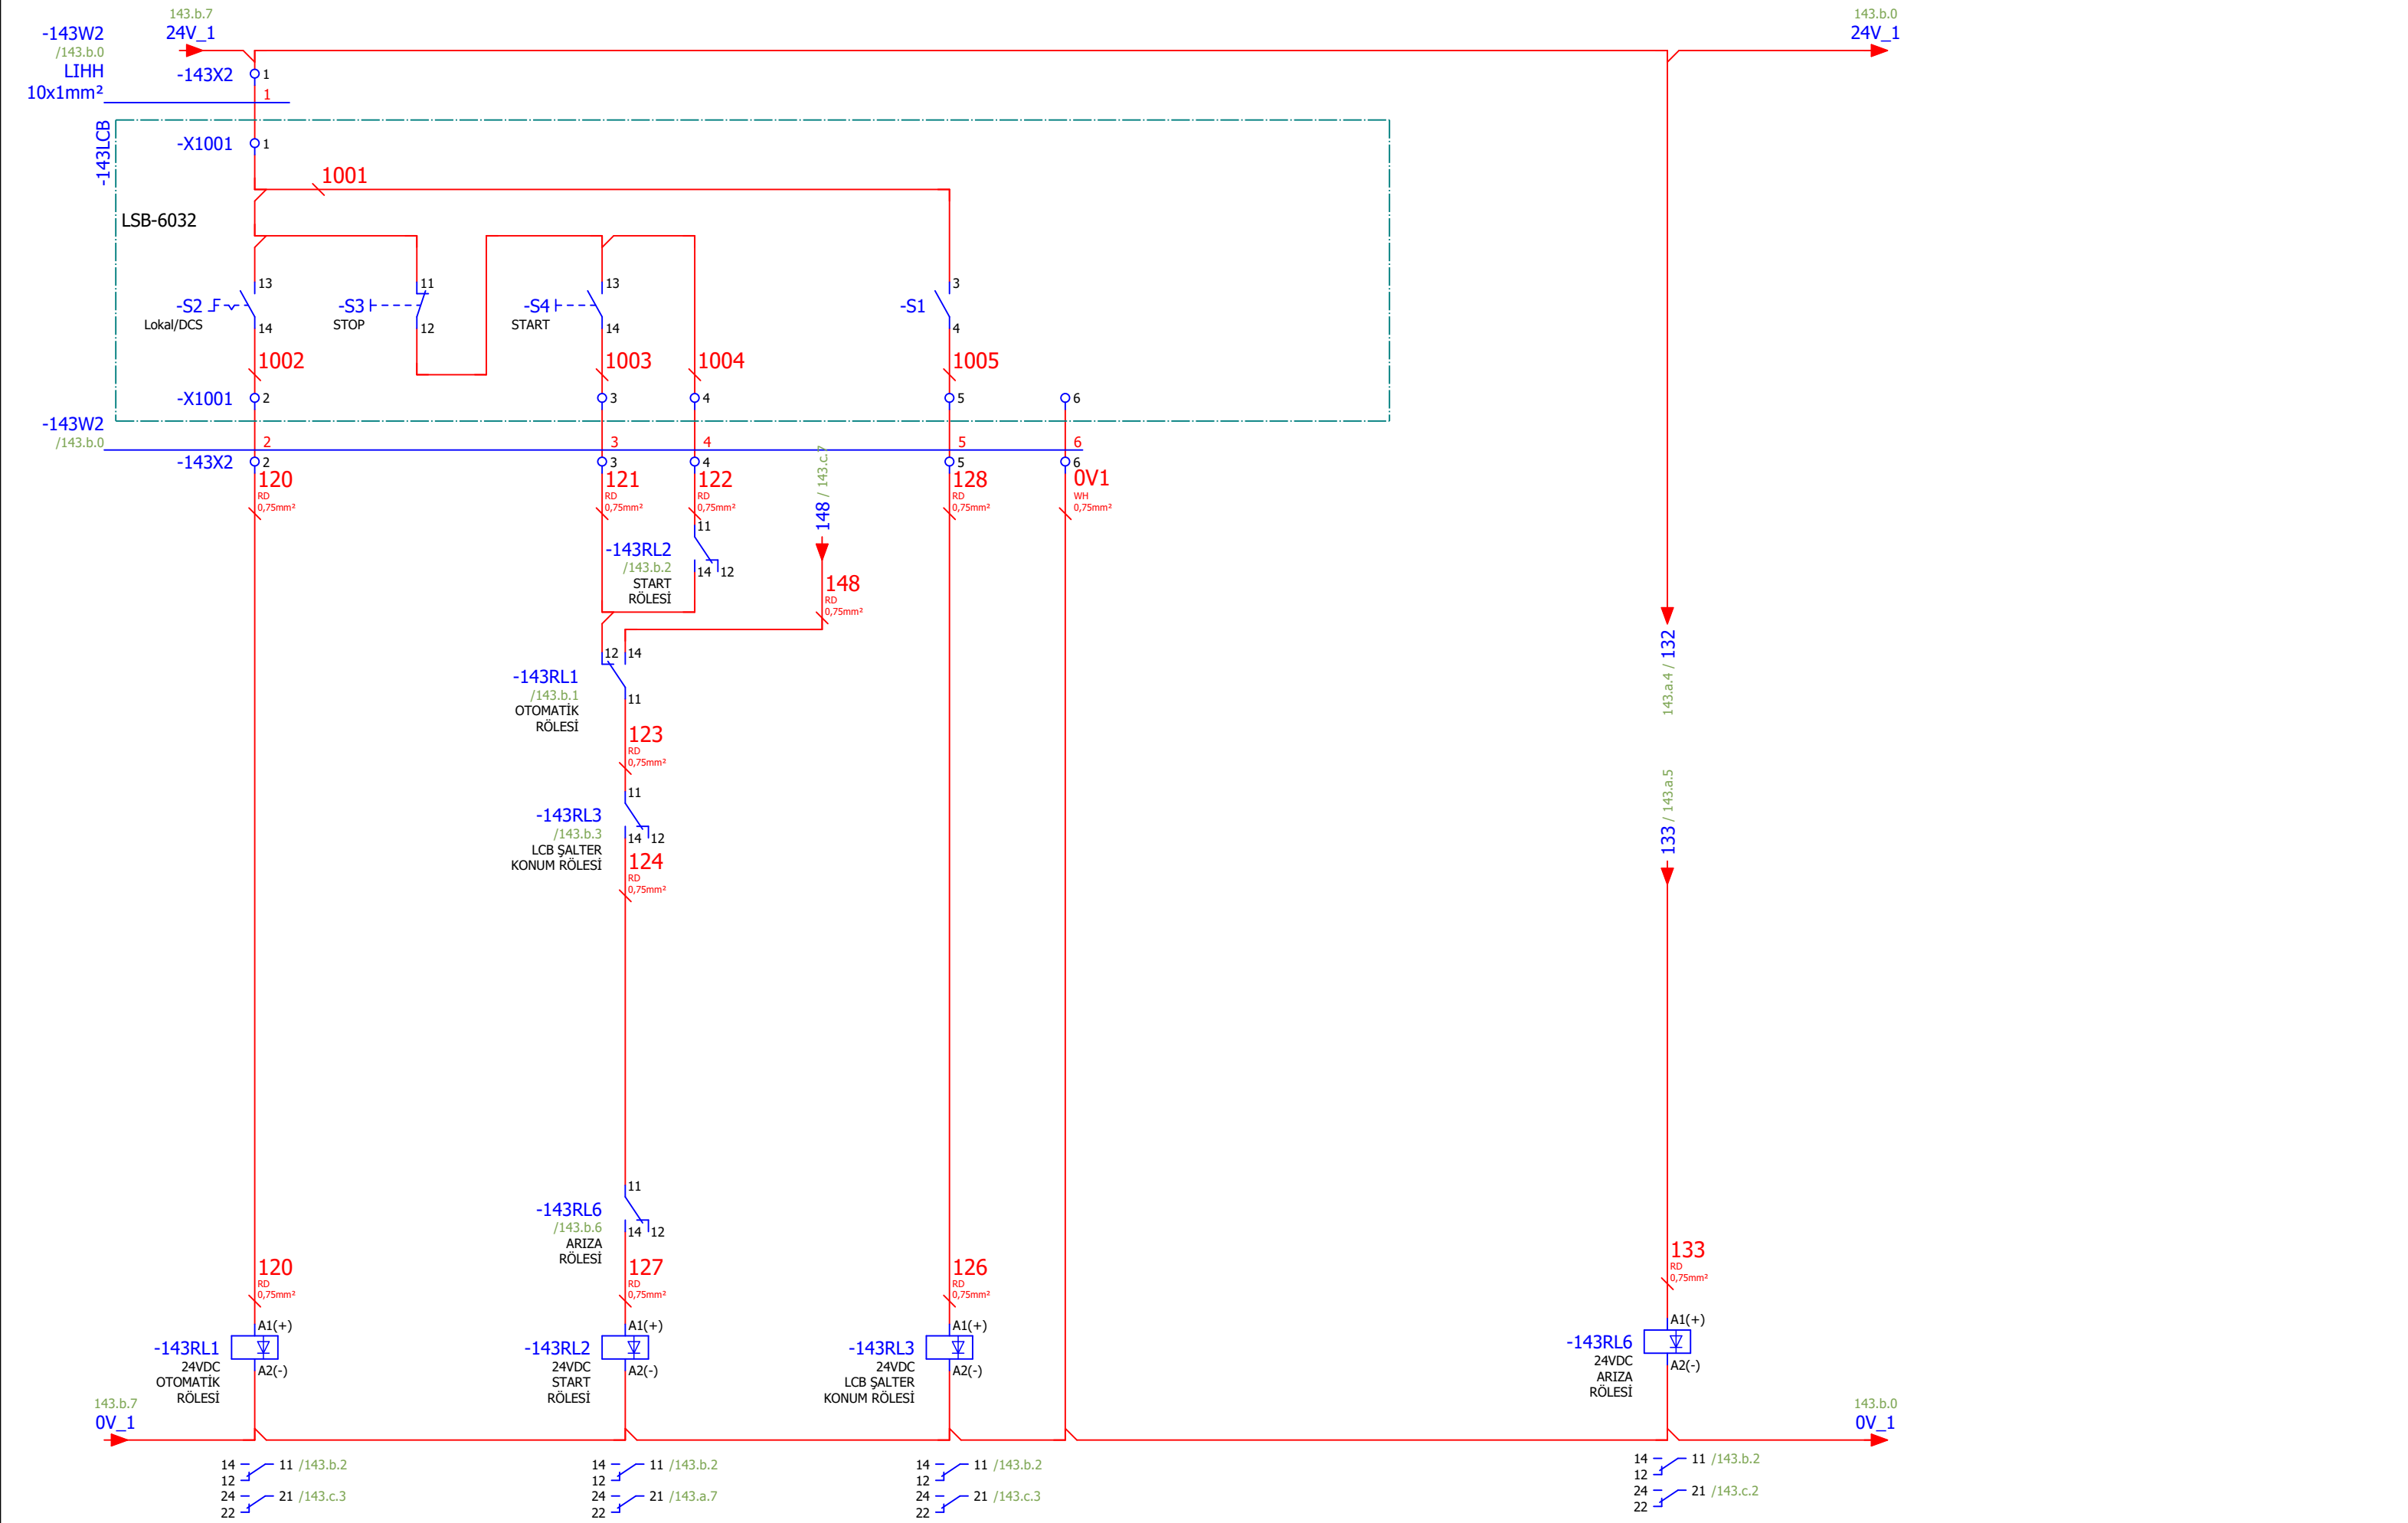 143.b.7
24V_1
143.b.0
24V_1
-143W2
/143.b.0
LIHH
10x1mm²
-143X2
1
1
-143LCB
-X1001
1
1001
LSB-6032
13
11
13
3
-S2
Lokal/DCS
-S3
STOP
-S4
START
-S1
14
12
14
4
1002
1003
1004
1005
-X1001
2
3
4
5
6
-143W2
/143.b.0
2
3
4
5
6
-143X2
2
3
4
5
6
120
RD
0,75mm²
121
RD
0,75mm²
122
RD
0,75mm²
148 / 143.c.7
128
RD
0,75mm²
0V1
WH
0,75mm²
11
-143RL2
/143.b.2
START
RÖLESİ
14
12
148
RD
0,75mm²
143.a.4 / 132
12
14
-143RL1
/143.b.1
OTOMATİK
RÖLESİ
11
123
RD
0,75mm²
133 / 143.a.5
11
-143RL3
/143.b.3
LCB ŞALTER
KONUM RÖLESİ
14
12
124
RD
0,75mm²
11
-143RL6
/143.b.6
ARIZA
RÖLESİ
14
12
120
RD
0,75mm²
127
RD
0,75mm²
126
RD
0,75mm²
133
RD
0,75mm²
A1(+)
-143RL1
24VDC
OTOMATİK
RÖLESİ
A2(-)
A1(+)
-143RL2
24VDC
START
RÖLESİ
A2(-)
A1(+)
-143RL3
24VDC
LCB ŞALTER
KONUM RÖLESİ
A2(-)
A1(+)
-143RL6
24VDC
ARIZA
RÖLESİ
A2(-)
143.b.7
0V_1
143.b.0
0V_1
14 11 /143.b.2
12
24 21 /143.c.3
22
14 11 /143.b.2
12
24 21 /143.a.7
22
14 11 /143.b.2
12
24 21 /143.c.3
22
14 11 /143.b.2
12
24 21 /143.c.2
22